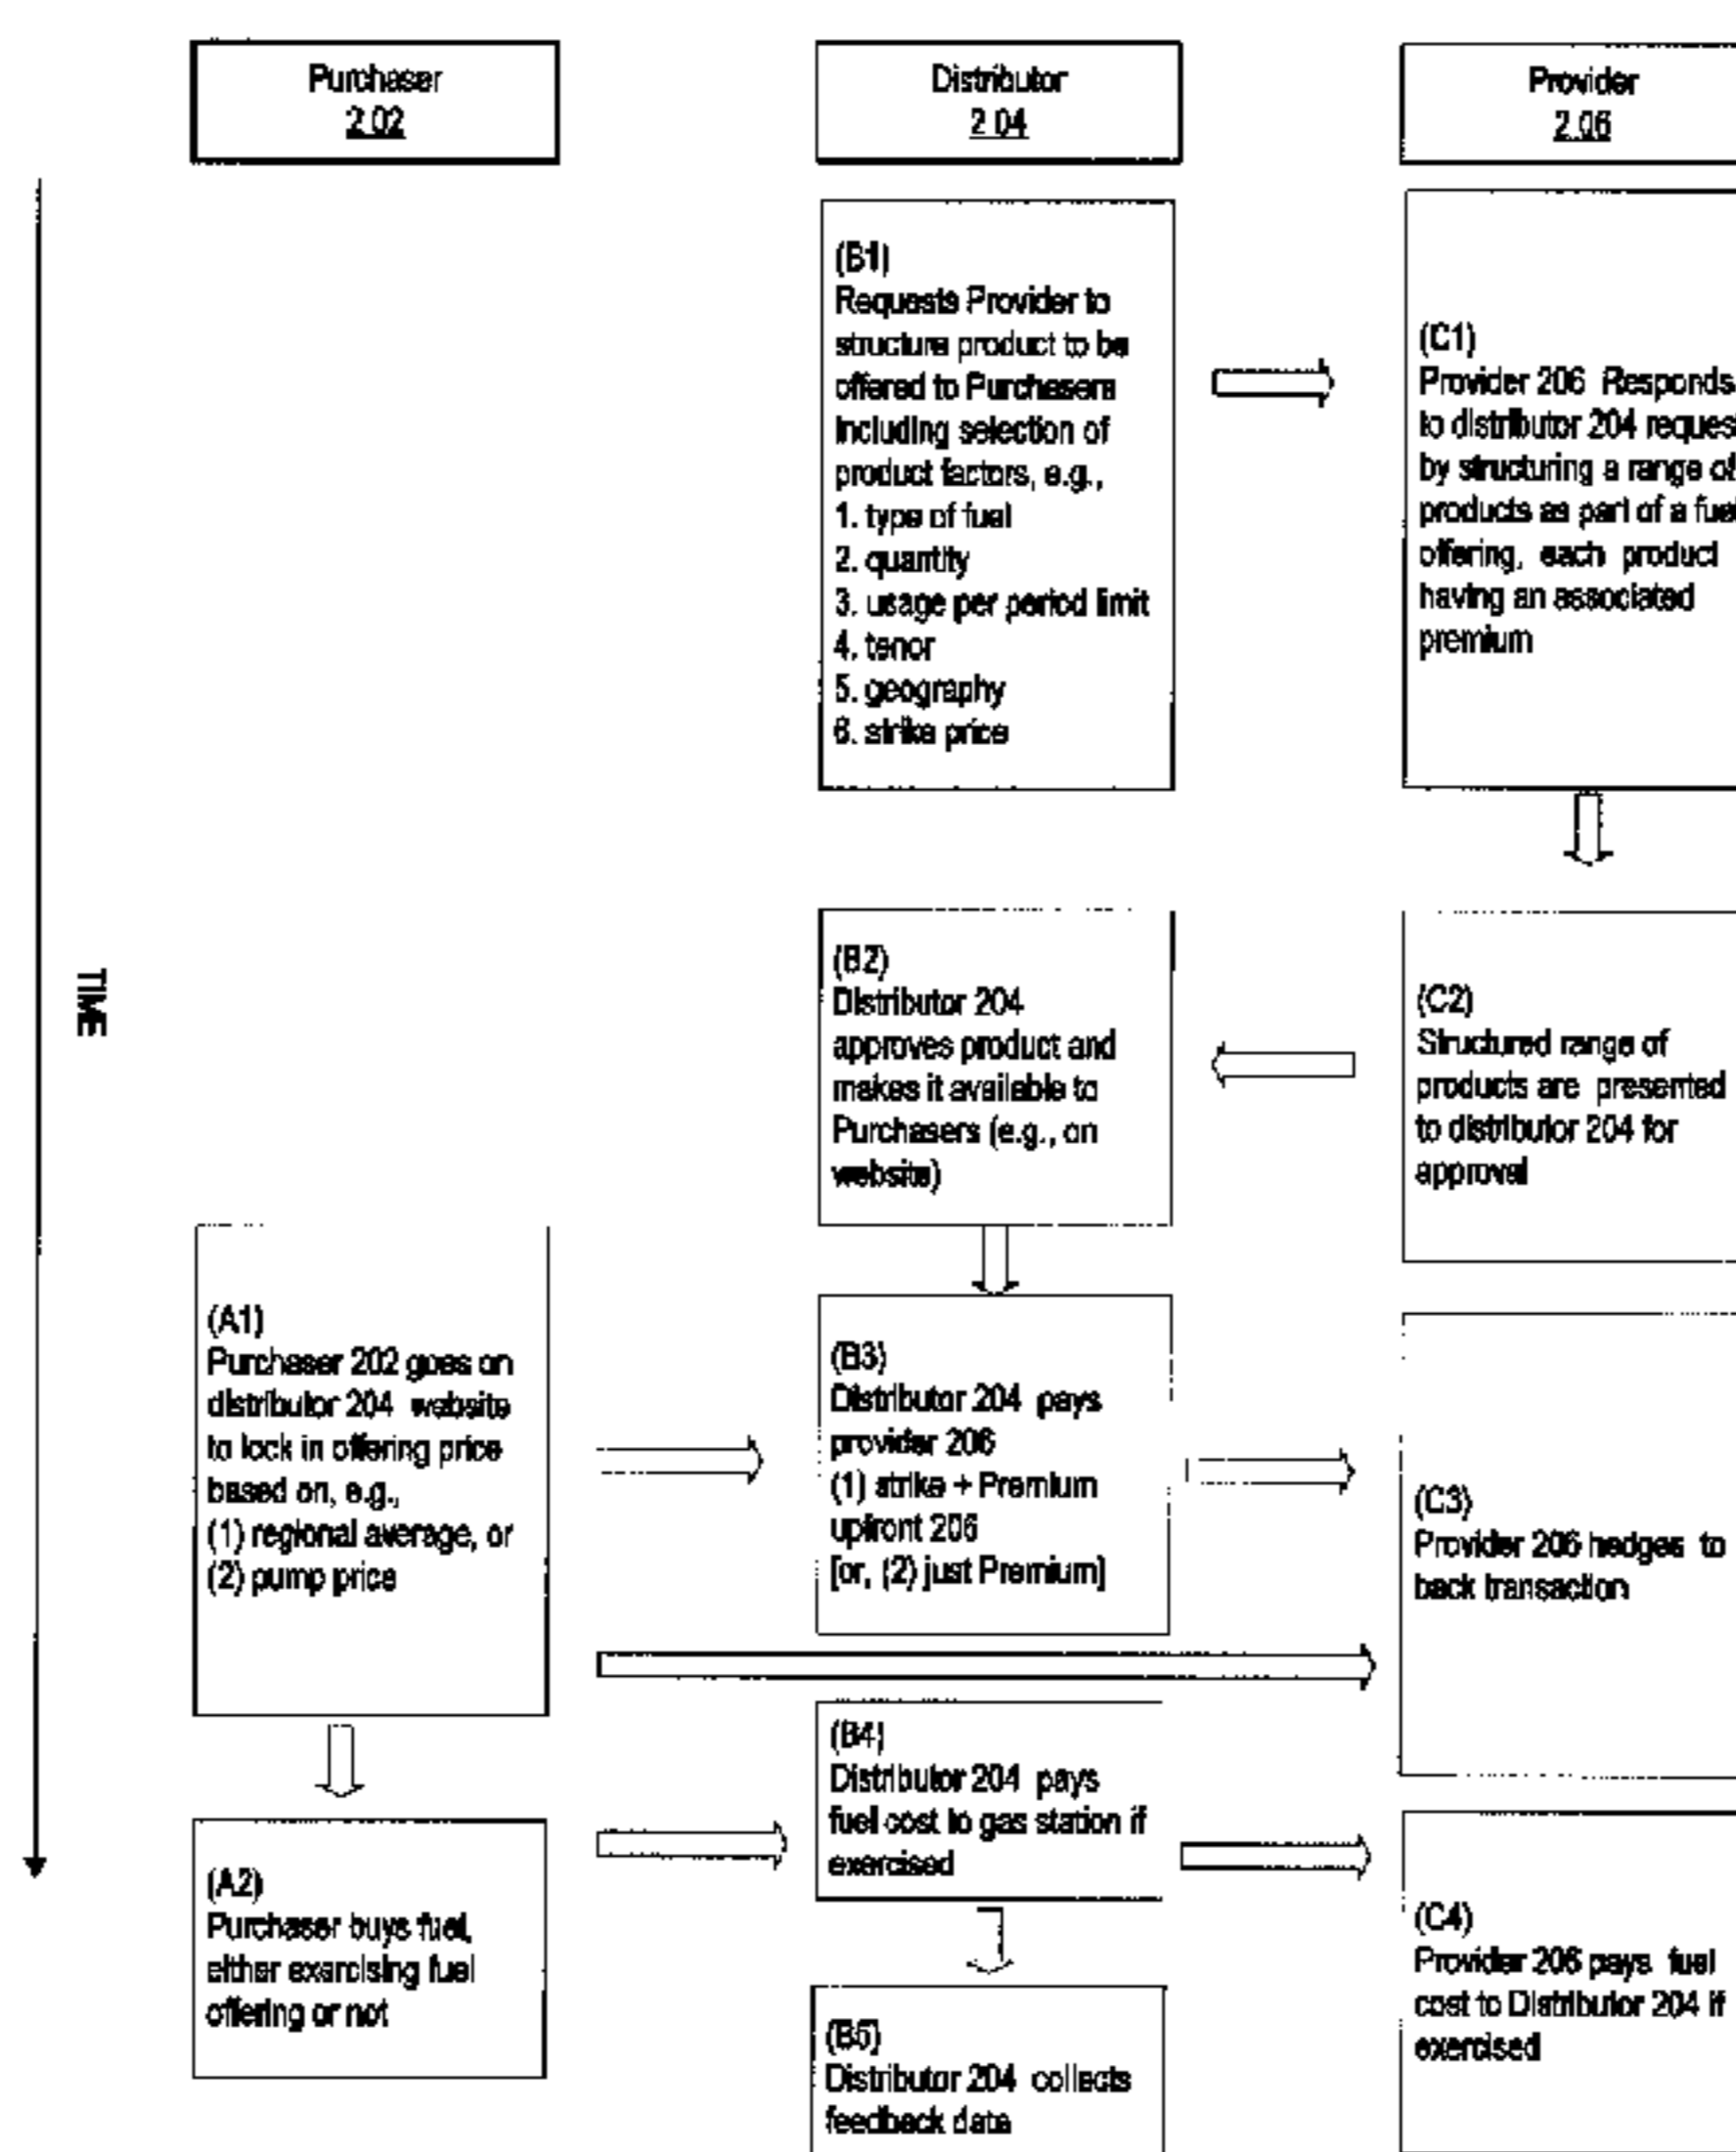 Purchaser
202
Distributor
204
Provider
206
TIME
(B1)
Requests Provider to
structure product to be
offered to Purchasers
including selection of
product factors, e.g.,
1. type of fuel
2. quantity
3. usage per period limit
4. tenor
5. geography
6. strike price
(C1)
Provider 206 Responds
to distributor 204 reques
by structuring a range of
products as part of a fuel
offering, each product
having an associated
premium
(B2)
Distributor 204
approves product and
makes it available to
Purchasers (e.g., on
website)
(C2)
Structured range of
products are presented
to distributor 204 for
approval
(A1)
Purchaser 202 goes on
distributor 204 website
to lock in offering price
based on, e.g.,
(1) regional average, or
(2) pump price
(B3)
Distributor 204 pays
provider 206
(1) strike + Premium
upfront 206
[or, (2) just Premium]
(C3)
Provider 206 hedges to
back transaction
(B4)
Distributor 204 pays
fuel cost to gas station if
exercised
(A2)
Purchaser buys fuel,
either exercising fuel
offering or not
(C4)
Provider 206 pays fuel
cost to Distributor 204 if
exercised
(B5)
Distributor 204 collects
feedback data